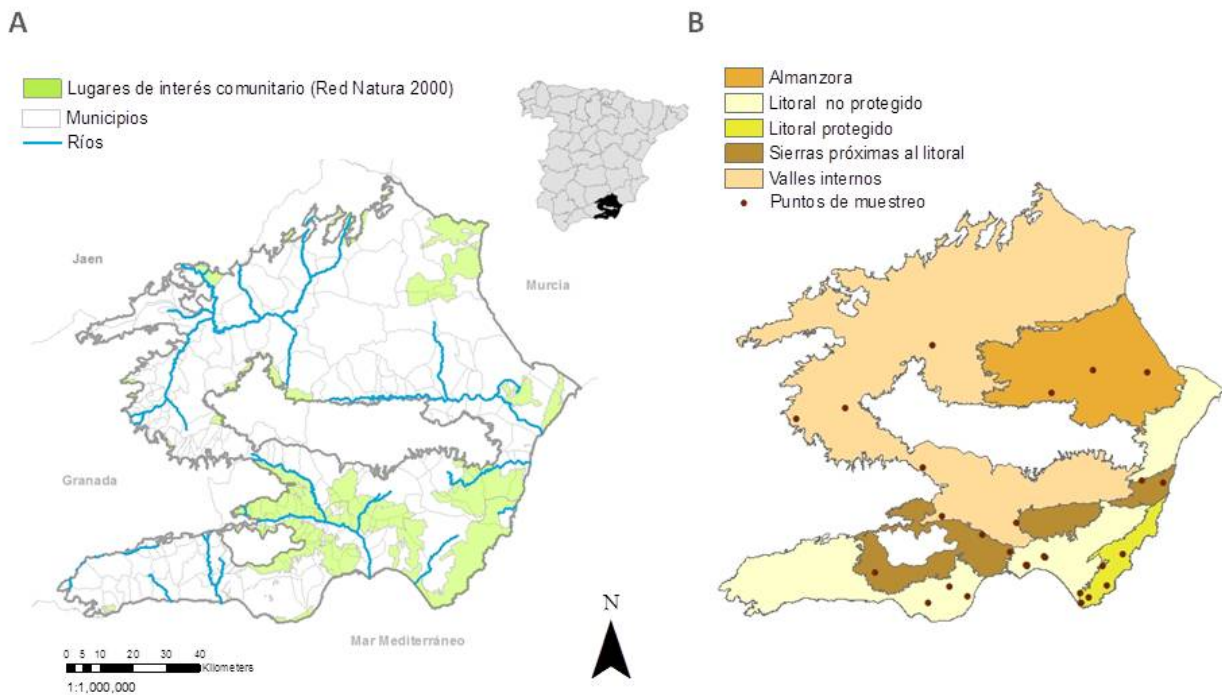 A
Lugares de interés comunitario (Red Natura 2000)
Municipios
Ríos
Jaen
Murcia
Granada
Mar Mediterráneo
0 5 10 20 30 40
Kilometers
1:1,000,000
N
B
Almanzora
Litoral no protegido
Litoral protegido
Sierras próximas al litoral
Valles internos
Puntos de muestreo